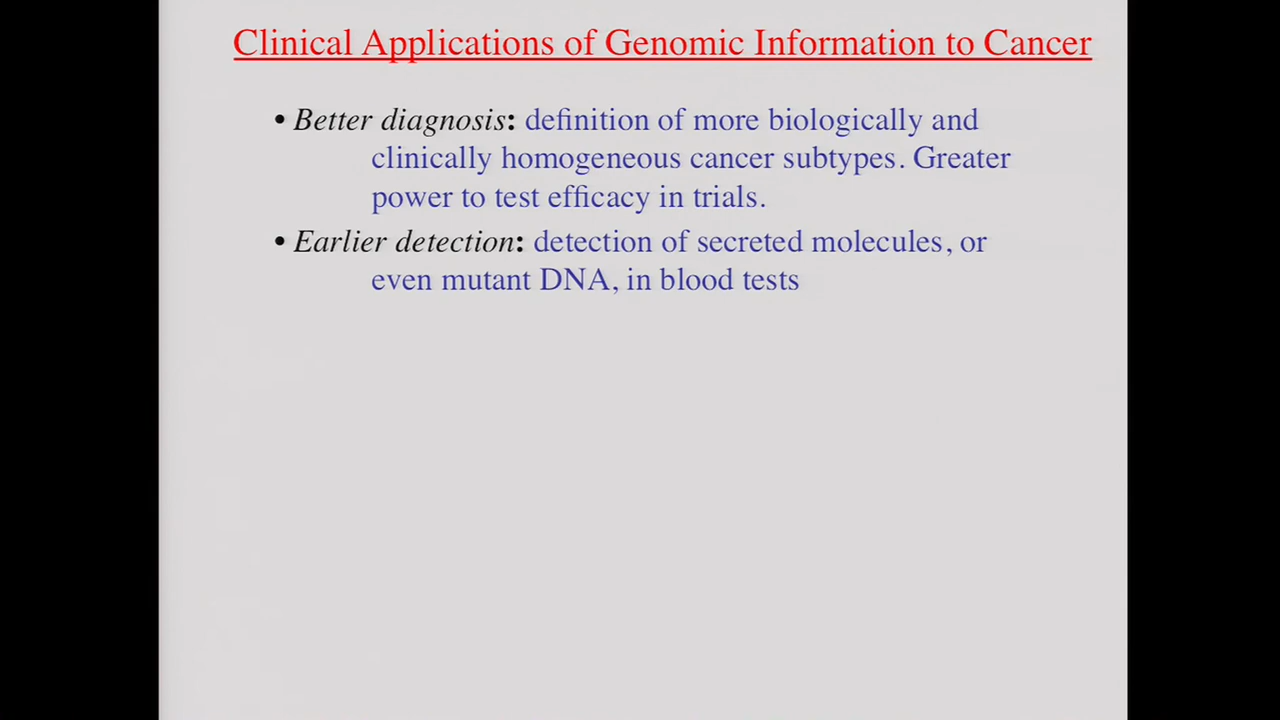 Clinical Applications of Genomic Information to Cancer
• Better diagnosis: definition of more biologically and
clinically homogeneous cancer subtypes. Greater
power to test efficacy in trials.
• Earlier detection: detection of secreted molecules, or
even mutant DNA, in blood tests